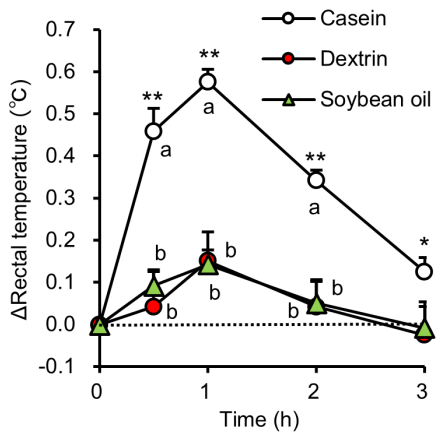 Casein
Dextrin
Soybean oil
ΔRectal temperature (℃)
0.7
0.6
0.5
0.4
0.3
0.2
0.1
0.0
-0.1
**
**
a
a
**
a
*
b
b
b
b
b
b
0
1
2
3
Time (h)